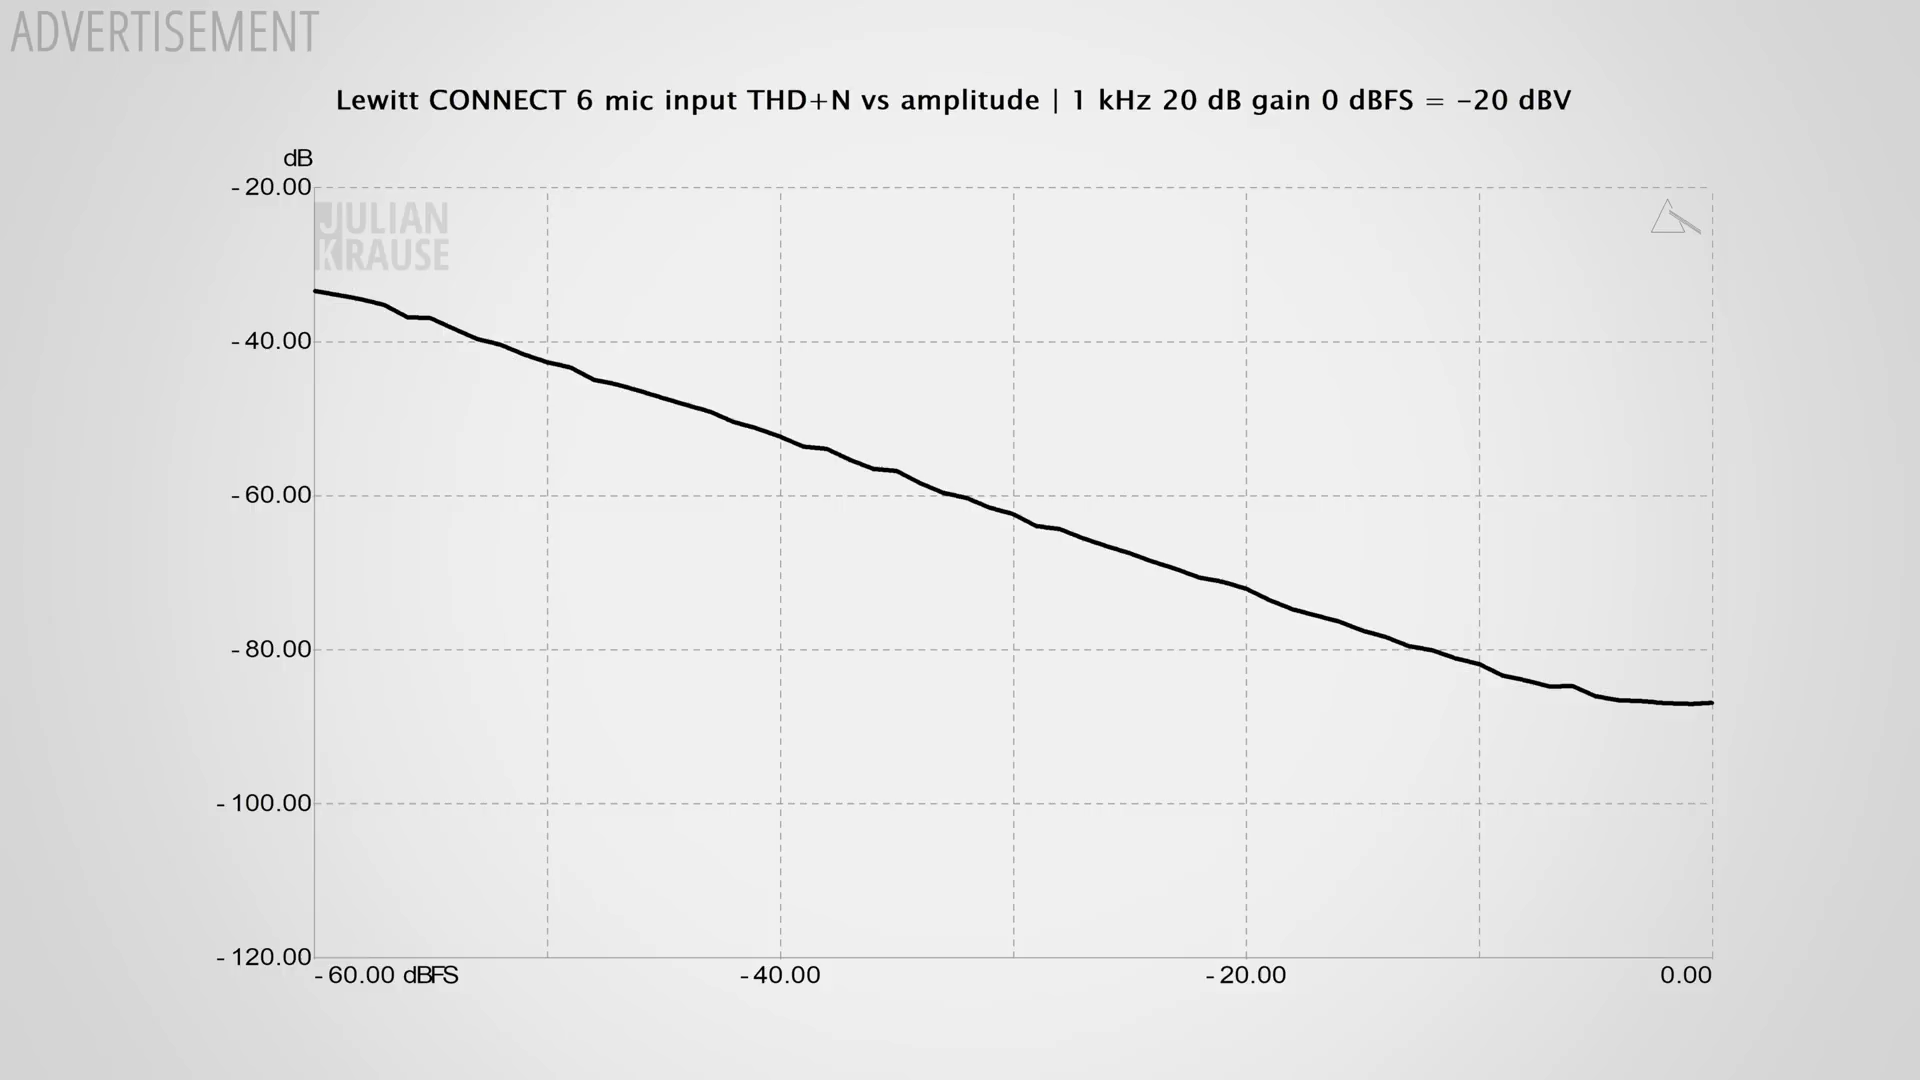 ADVERTISEMENT
Lewitt CONNECT 6 mic input THD+N vs amplitude | 1 kHz 20 dB gain 0 dBFS = -20 dBV
dB
-20.00
JULIAN
KRAUSE
-40.00
-60.00
-80.00
-100.00
-120.00
-60.00 dBFS -40.00 -20.00 0.00